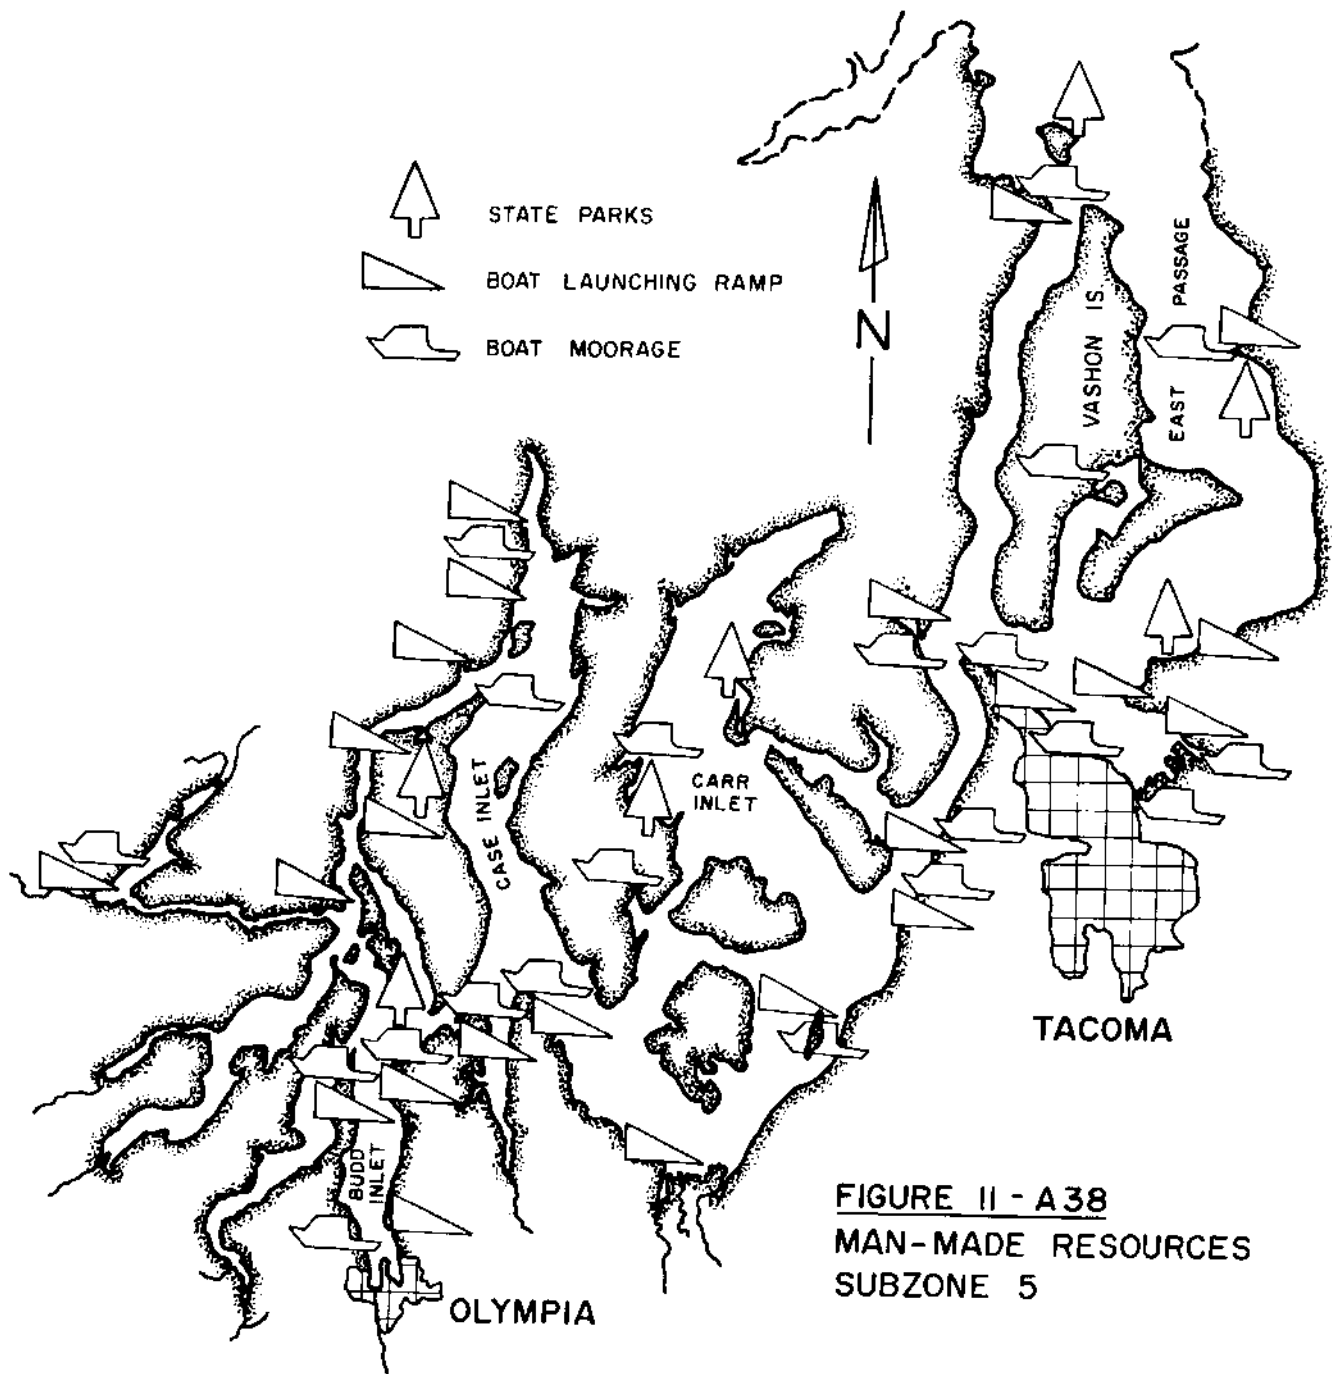 STATE PARKS
BOAT LAUNCHING RAMP
BOAT MOORAGE
N
VASHON IS
EAST PASSAGE
CASE INLET
CARR
INLET
TACOMA
BUDD
INLET
OLYMPIA
FIGURE II-A38
MAN-MADE RESOURCES
SUBZONE 5